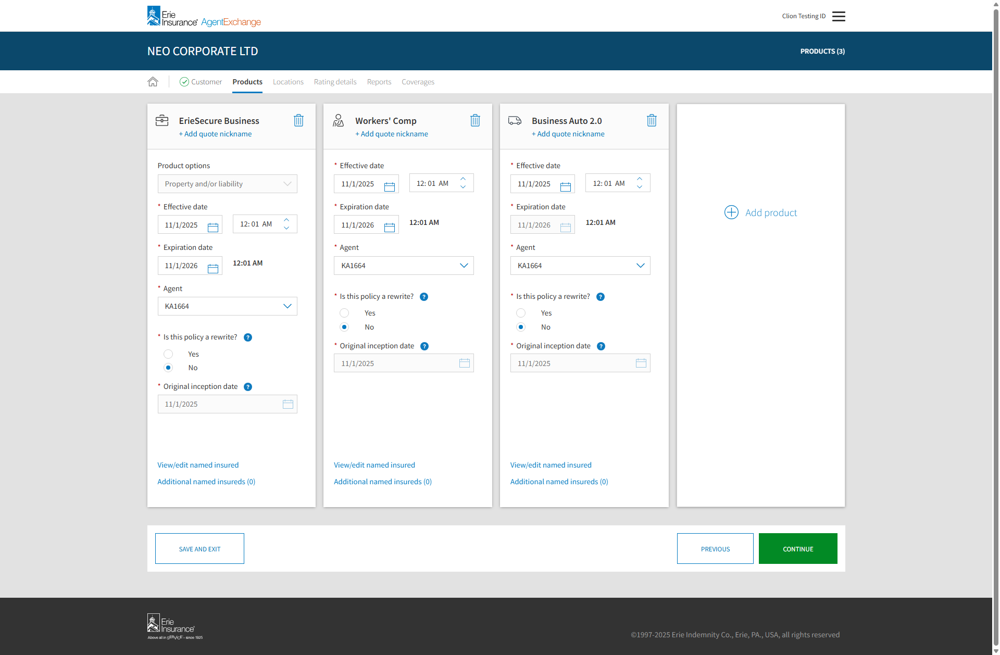 Erie
Insurance® AgentExchange
Clion Testing ID
NEO CORPORATE LTD
PRODUCTS (3)
Customer Products Locations Rating details Reports Coverages
ErieSecure Business
+ Add quote nickname
Product options
Property and/or liability
* Effective date
11/1/2025 12: 01 AM
* Expiration date
11/1/2026 12:01 AM
* Agent
KA1664
* Is this policy a rewrite? ?
Yes
No
* Original inception date ?
11/1/2025
View/edit named insured
Additional named insureds (0)
Workers' Comp
+ Add quote nickname
* Effective date
11/1/2025 12: 01 AM
* Expiration date
11/1/2026 12:01 AM
* Agent
KA1664
* Is this policy a rewrite? ?
Yes
No
* Original inception date ?
11/1/2025
View/edit named insured
Additional named insureds (0)
Business Auto 2.0
+ Add quote nickname
* Effective date
11/1/2025 12: 01 AM
* Expiration date
11/1/2026 12:01 AM
* Agent
KA1664
* Is this policy a rewrite? ?
Yes
No
* Original inception date ?
11/1/2025
View/edit named insured
Additional named insureds (0)
Add product
SAVE AND EXIT
PREVIOUS
CONTINUE
Erie
Insurance®
Above all in SERVICE® – since 1925
©1997-2025 Erie Indemnity Co., Erie, PA., USA, all rights reserved